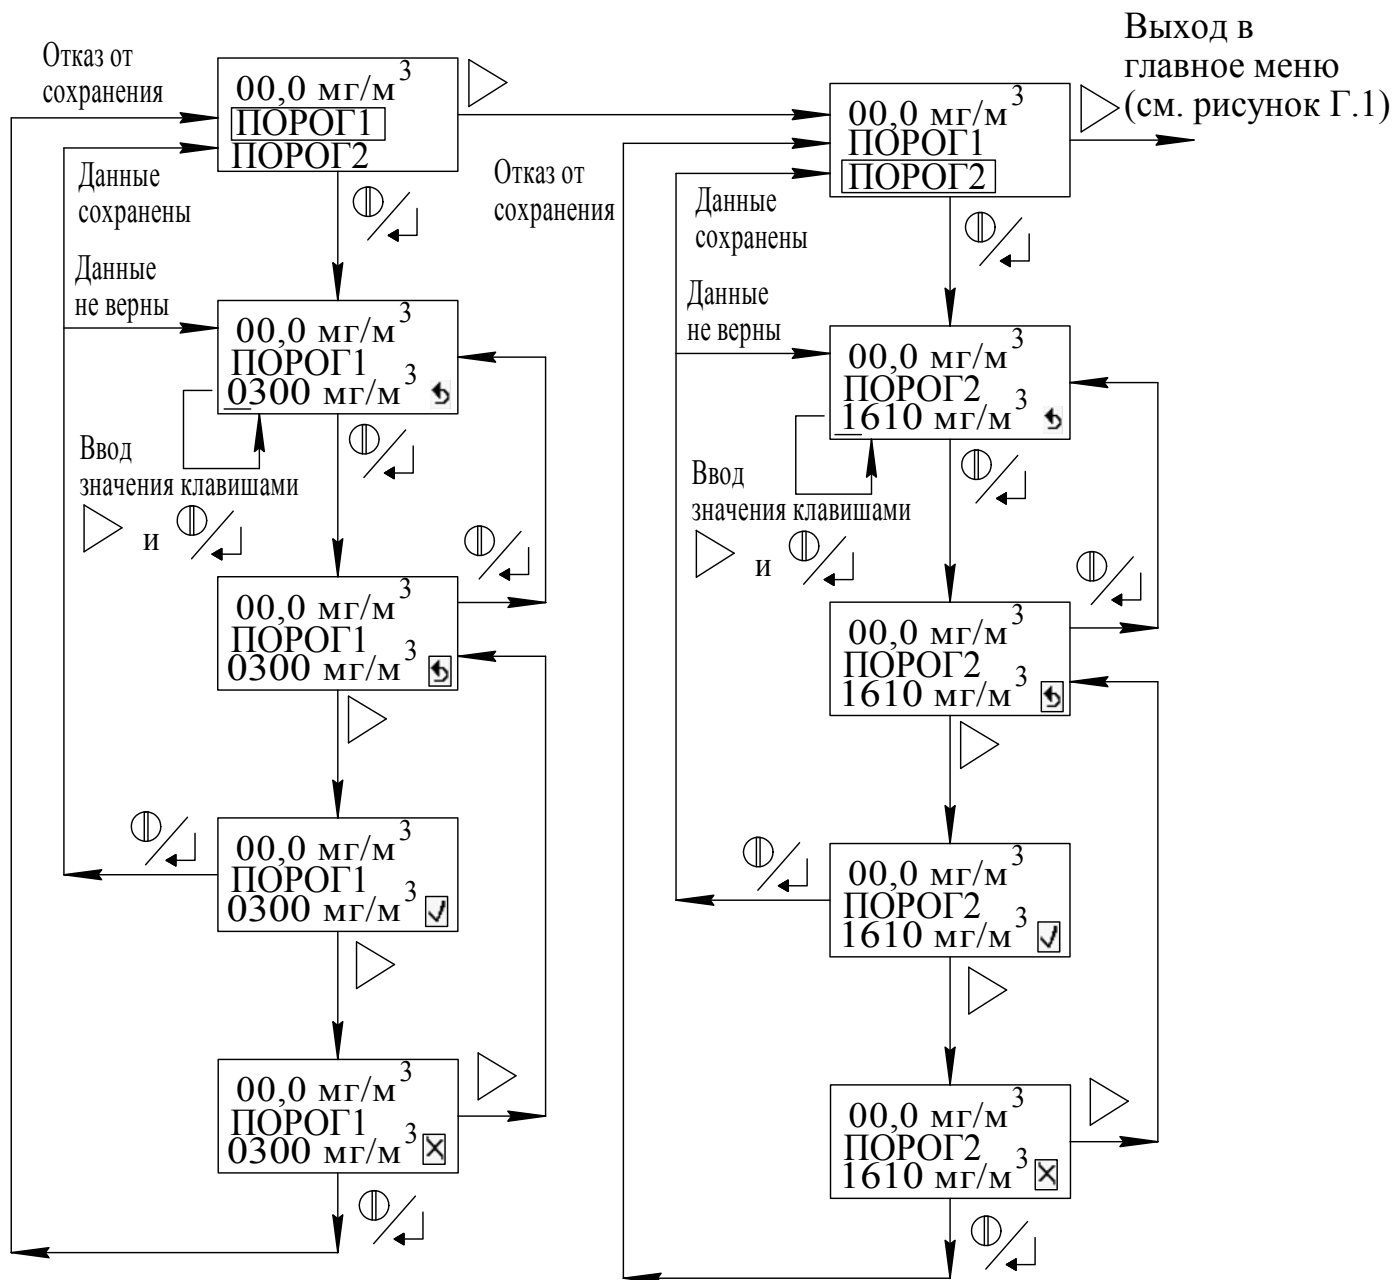 Выход в
главное меню
(см. рисунок Г.1)
Отказ от
сохранения
00,0 мг/м³
ПОРОГ1
ПОРОГ2
Данные
сохранены
Данные
не верны
00,0 мг/м³
ПОРОГ1
0300 мг/м³
Ввод
значения клавишами
и
00,0 мг/м³
ПОРОГ1
0300 мг/м³
00,0 мг/м³
ПОРОГ1
0300 мг/м³
00,0 мг/м³
ПОРОГ1
0300 мг/м³
Отказ от
сохранения
00,0 мг/м³
ПОРОГ1
ПОРОГ2
Данные
сохранены
Данные
не верны
00,0 мг/м³
ПОРОГ2
1610 мг/м³
Ввод
значения клавишами
и
00,0 мг/м³
ПОРОГ2
1610 мг/м³
00,0 мг/м³
ПОРОГ2
1610 мг/м³
00,0 мг/м³
ПОРОГ2
1610 мг/м³